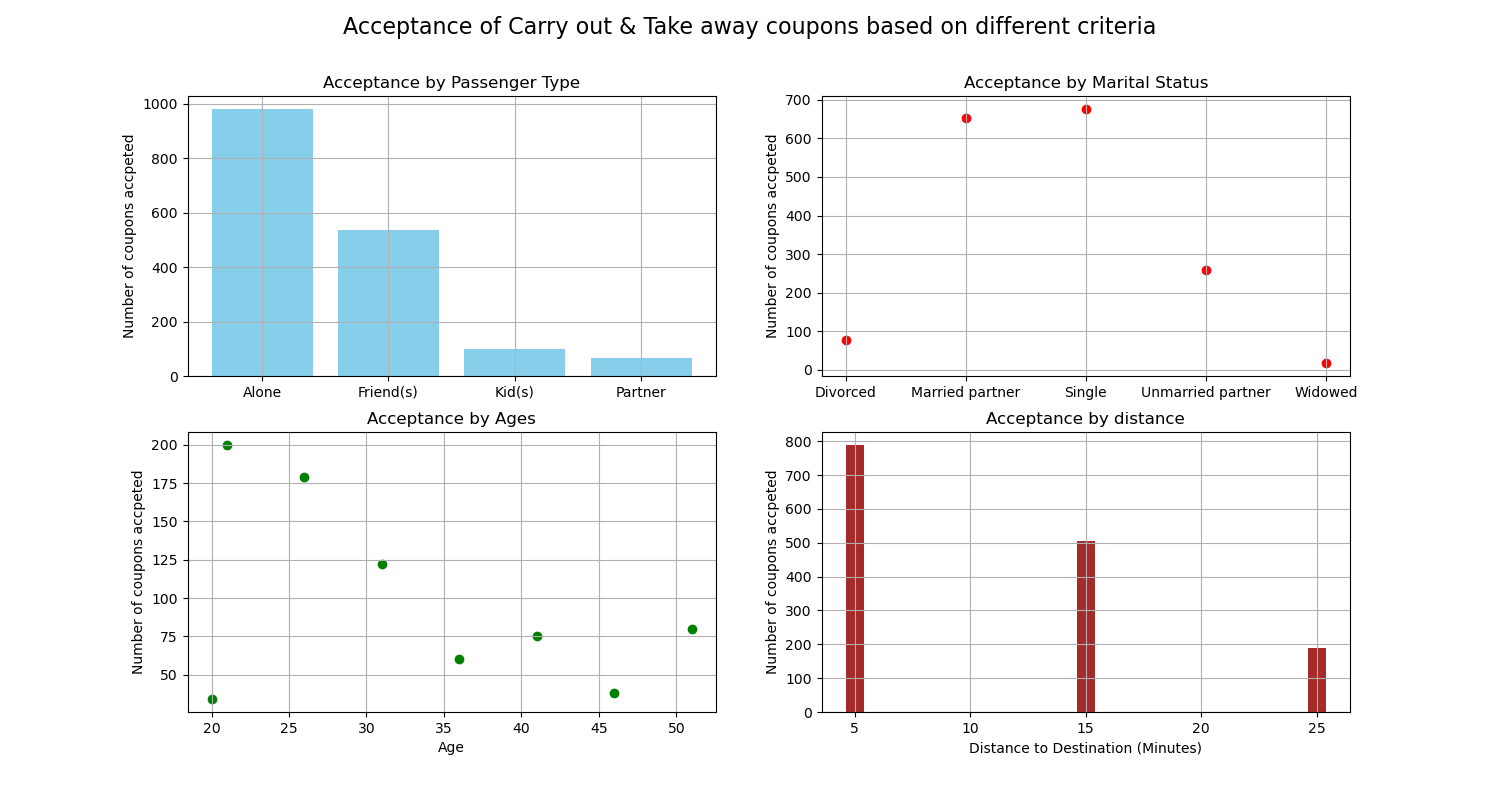 Acceptance of Carry out & Take away coupons based on different criteria
Acceptance by Passenger Type
Number of coupons accpeted
1000
800
600
400
200
0
Alone Friend(s) Kid(s) Partner
Acceptance by Marital Status
Number of coupons accpeted
700
600
500
400
300
200
100
0
Divorced Married partner Single Unmarried partner Widowed
Acceptance by Ages
Number of coupons accpeted
200
175
150
125
100
75
50
20 25 30 35 40 45 50
Age
Acceptance by distance
Number of coupons accpeted
800
700
600
500
400
300
200
100
0
5 10 15 20 25
Distance to Destination (Minutes)